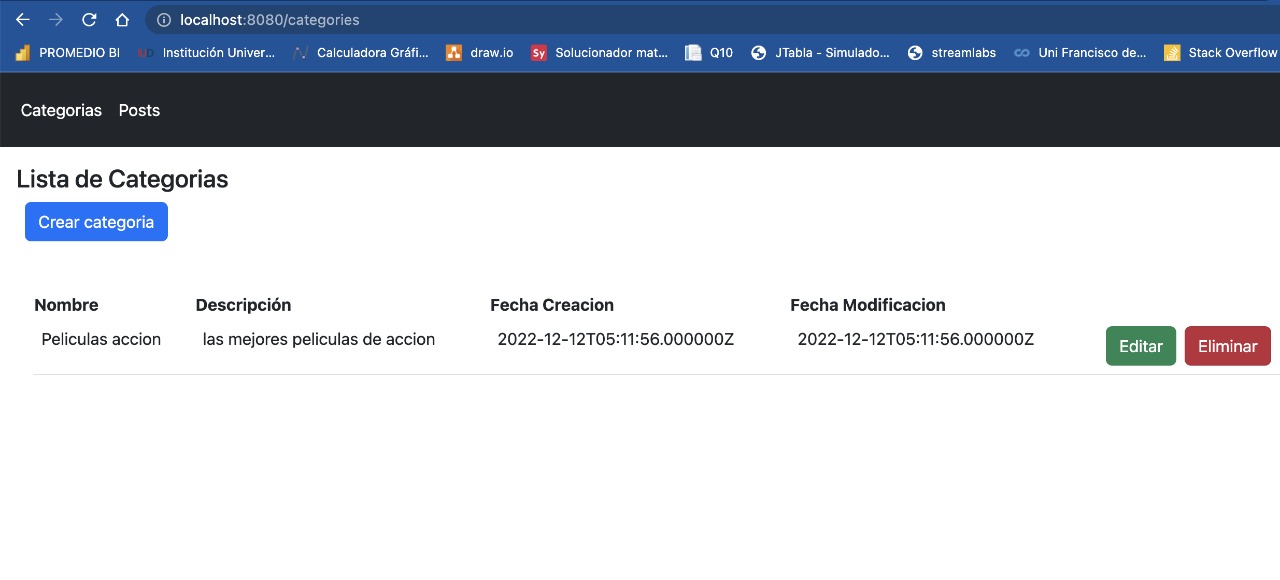 localhost:8080/categories
PROMEDIO BI IUD Institución Univer... Calculadora Gráfi... draw.io Sy Solucionador mat... Q10 JTabla - Simulado... streamlabs Uni Francisco de... Stack Overflow
Categorias Posts
Lista de Categorias
Crear categoria
Nombre Descripción Fecha Creacion Fecha Modificacion
Peliculas accion las mejores peliculas de accion 2022-12-12T05:11:56.000000Z 2022-12-12T05:11:56.000000Z Editar Eliminar